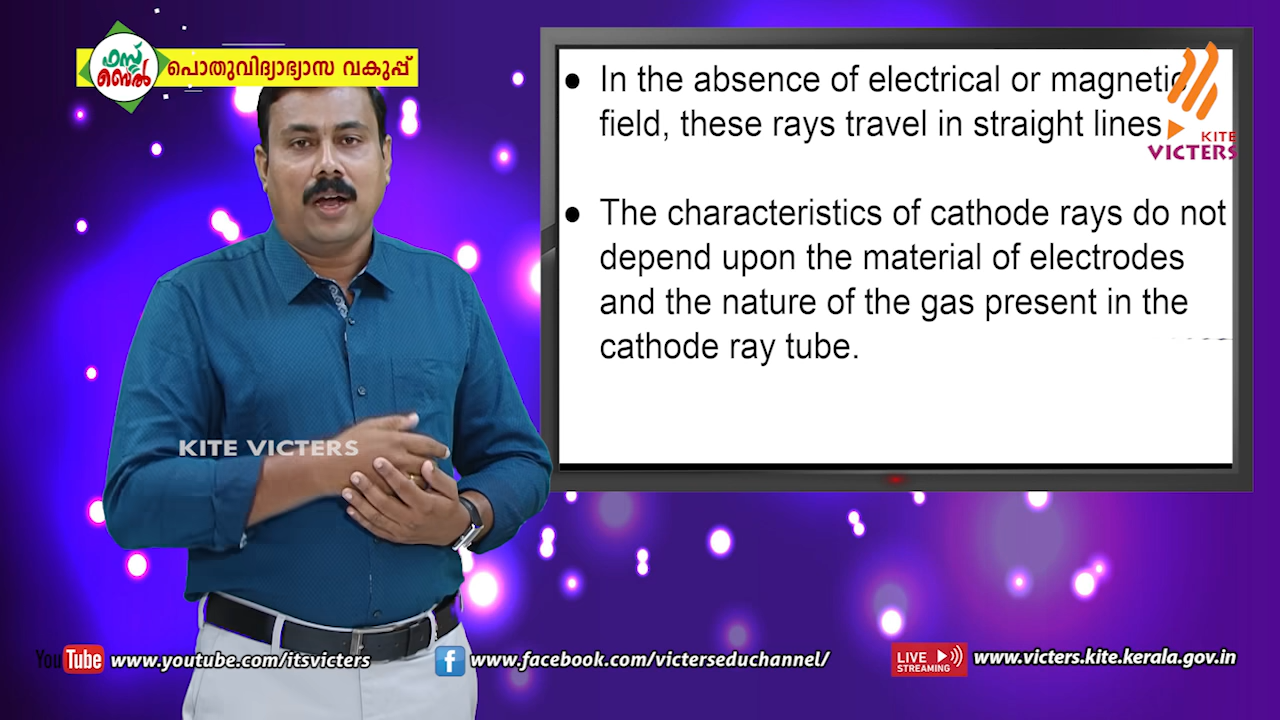 ഫസ്റ്റ്
ബെൽ
പൊതുവിദ്യാഭ്യാസ വകുപ്പ്
• In the absence of electrical or magnetic
field, these rays travel in straight lines
KITE
VICTERS
• The characteristics of cathode rays do not
depend upon the material of electrodes
and the nature of the gas present in the
cathode ray tube.
KITE VICTERS
YouTube www.youtube.com/itsvicters
f www.facebook.com/victerseduchannel/
LIVE
STREAMING
www.victers.kite.kerala.gov.in